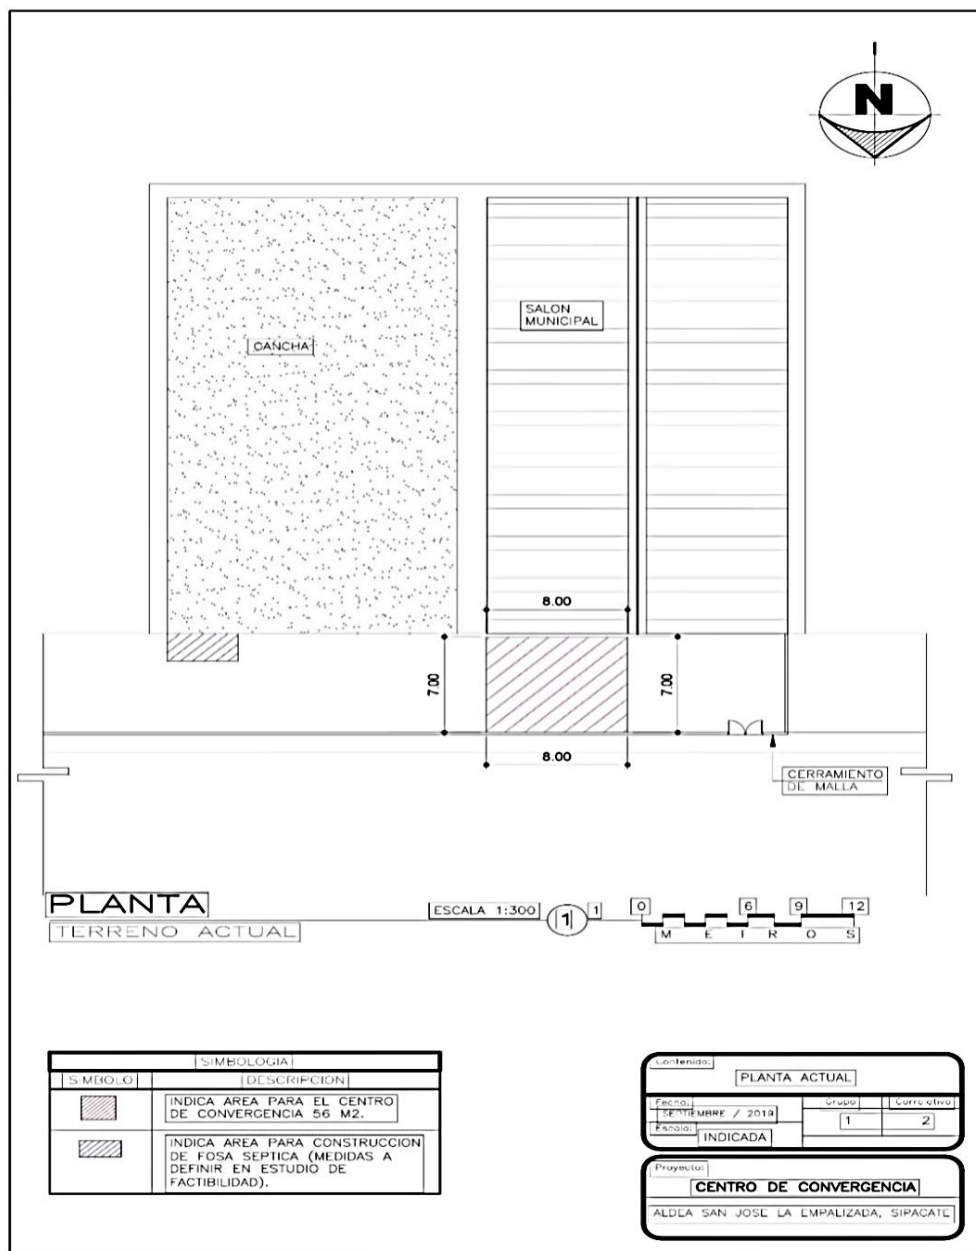 N
SALON
MUNICIPAL
CANCHA
8.00
7.00
7.00
8.00
CERRAMIENTO
DE MALLA
PLANTA
TERRENO ACTUAL
ESCALA 1:300
1
1
0 6 9 12
M E I R O S
SIMBOLOGIA
SIMBOLO DESCRIPCION
INDICA AREA PARA EL CENTRO
DE CONVERGENCIA 56 M2.
INDICA AREA PARA CONSTRUCCION
DE FOSA SEPTICA (MEDIDAS A
DEFINIR EN ESTUDIO DE
FACTIBILIDAD).
Contenido:
PLANTA ACTUAL
Fecha: Grupo Correlativo
SEPTIEMBRE / 2019 1 2
Escala:
INDICADA
Proyecto:
CENTRO DE CONVERGENCIA
ALDEA SAN JOSE LA EMPALIZADA, SIPACATE